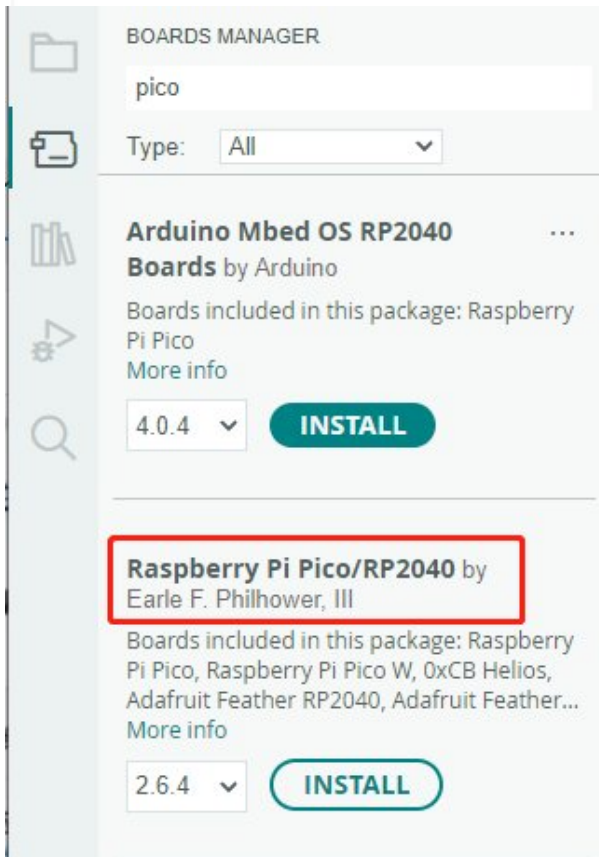 BOARDS MANAGER
pico
Type: All
Arduino Mbed OS RP2040
Boards by Arduino
Boards included in this package: Raspberry
Pi Pico
More info
4.0.4 INSTALL
Raspberry Pi Pico/RP2040 by
Earle F. Philhower, III
Boards included in this package: Raspberry
Pi Pico, Raspberry Pi Pico W, 0xCB Helios,
Adafruit Feather RP2040, Adafruit Feather...
More info
2.6.4 INSTALL